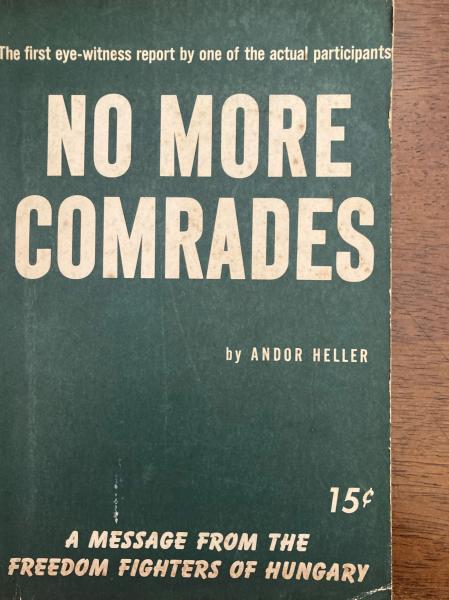 The first eye-witness report by one of the actual participants
NO MORE
COMRADES
by ANDOR HELLER
15¢
A MESSAGE FROM THE
FREEDOM FIGHTERS OF HUNGARY